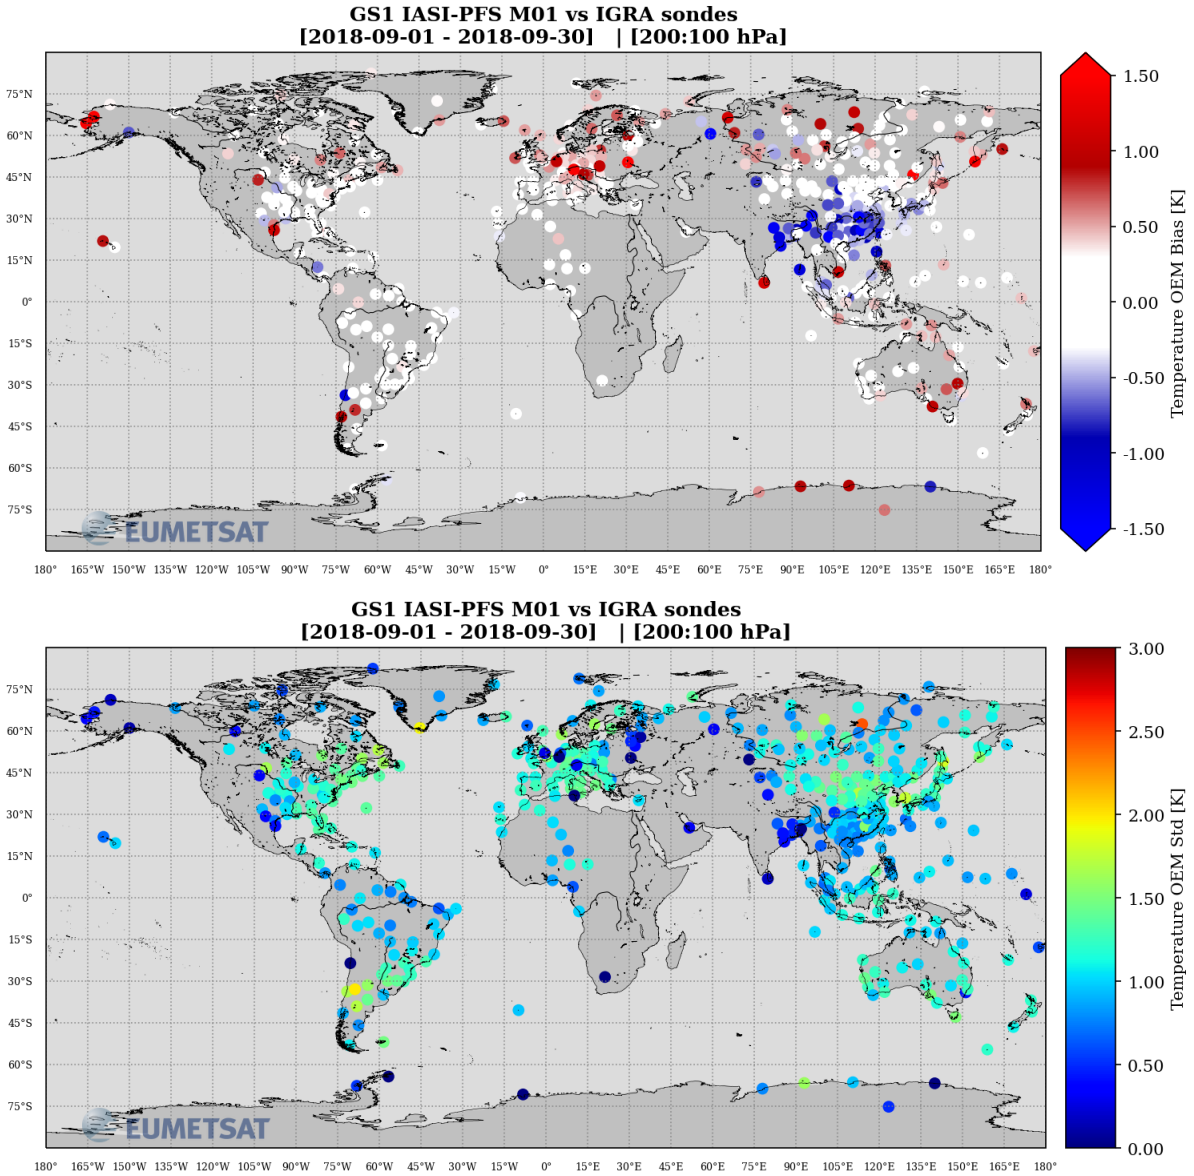 GS1 IASI-PFS M01 vs IGRA sondes
[2018-09-01 - 2018-09-30] | [200:100 hPa]
75°N
60°N
45°N
30°N
15°N
0°
15°S
30°S
45°S
60°S
75°S
EUMETSAT
180° 165°W 150°W 135°W 120°W 105°W 90°W 75°W 60°W 45°W 30°W 15°W 0° 15°E 30°E 45°E 60°E 75°E 90°E 105°E 120°E 135°E 150°E 165°E 180°
1.50
1.00
0.50
0.00
-0.50
-1.00
-1.50
Temperature OEM Bias [K]
GS1 IASI-PFS M01 vs IGRA sondes
[2018-09-01 - 2018-09-30] | [200:100 hPa]
75°N
60°N
45°N
30°N
15°N
0°
15°S
30°S
45°S
60°S
75°S
EUMETSAT
180° 165°W 150°W 135°W 120°W 105°W 90°W 75°W 60°W 45°W 30°W 15°W 0° 15°E 30°E 45°E 60°E 75°E 90°E 105°E 120°E 135°E 150°E 165°E 180°
3.00
2.50
2.00
1.50
1.00
0.50
0.00
Temperature OEM Std [K]